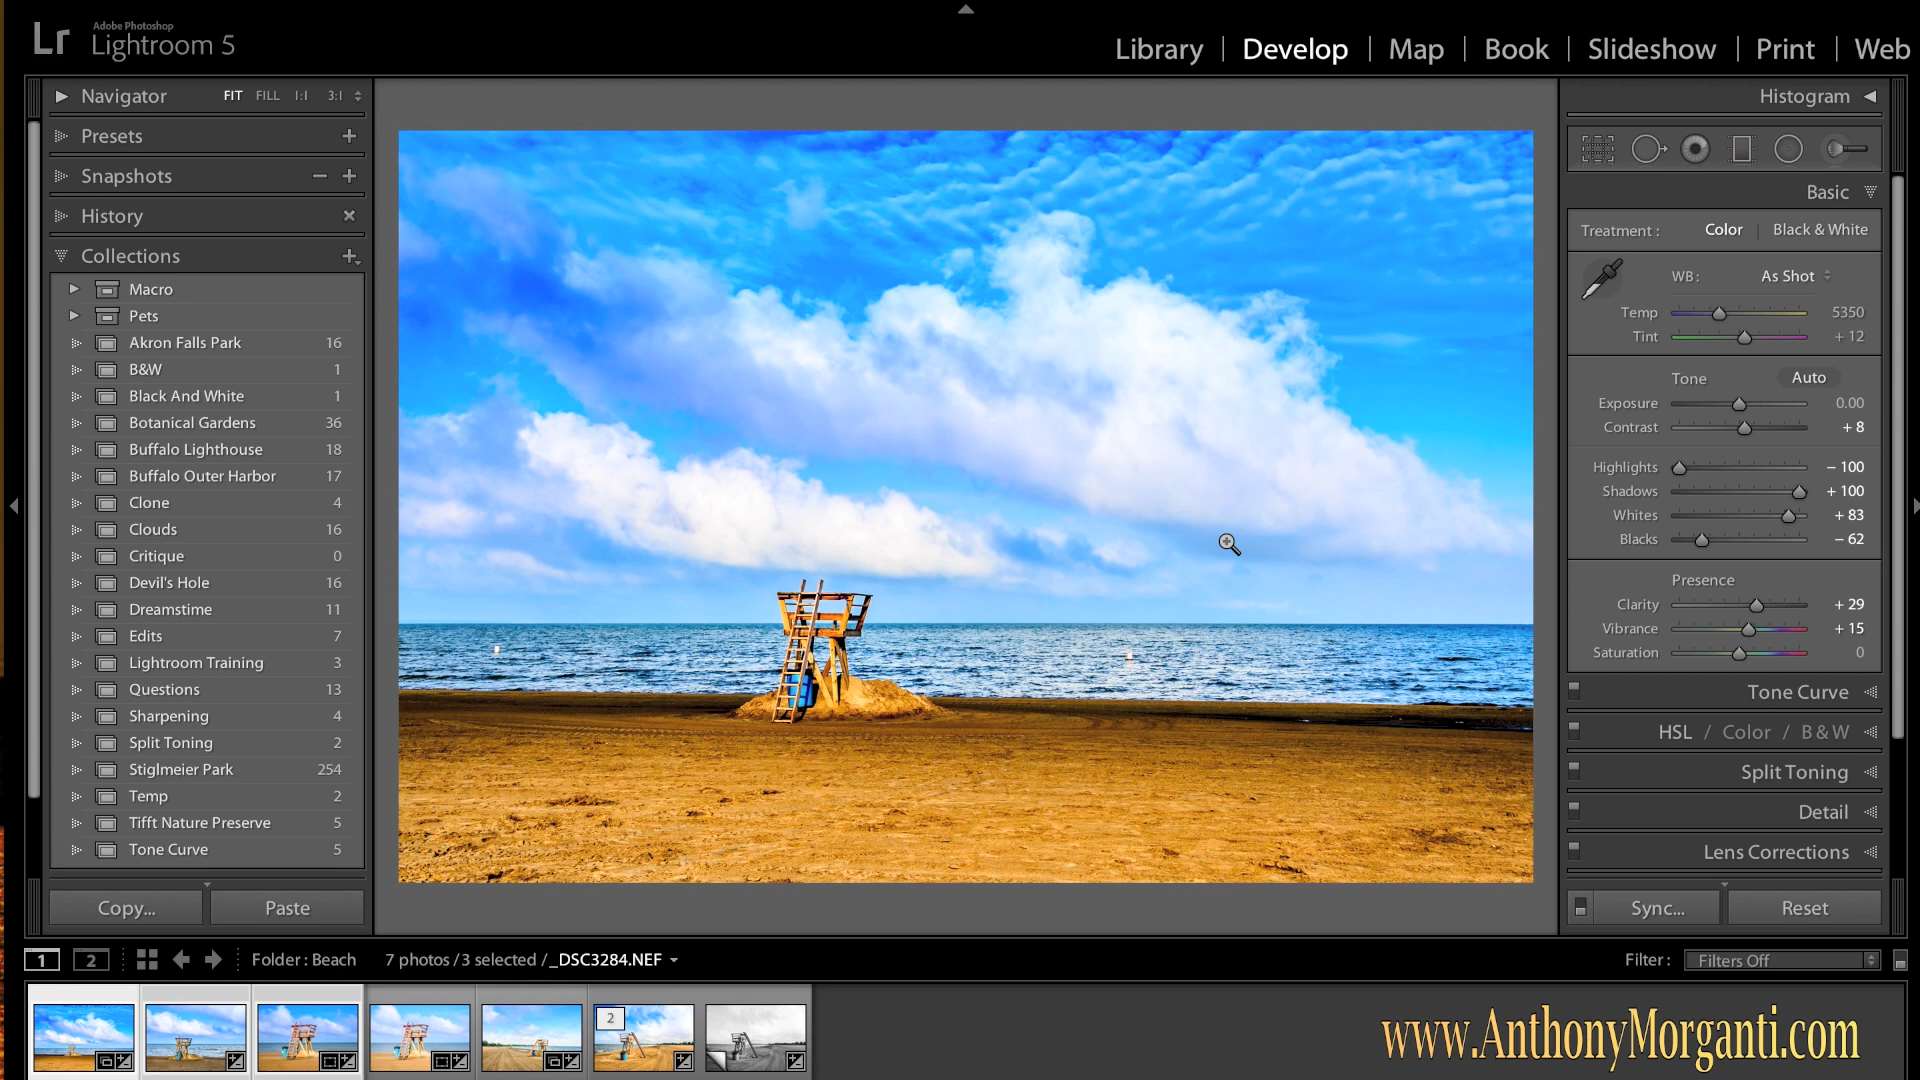 Lr Adobe Photoshop
Lightroom 5
Library | Develop | Map | Book | Slideshow | Print | Web
Navigator FIT FILL 1:1 3:1
Presets
Snapshots
History
Collections
Macro
Pets
Akron Falls Park 16
B&W 1
Black And White 1
Botanical Gardens 36
Buffalo Lighthouse 18
Buffalo Outer Harbor 17
Clone 4
Clouds 16
Critique 0
Devil's Hole 16
Dreamstime 11
Edits 7
Lightroom Training 3
Questions 13
Sharpening 4
Split Toning 2
Stiglmeier Park 254
Temp 2
Tifft Nature Preserve 5
Tone Curve 5
Copy... Paste
Histogram
Basic
Treatment : Color | Black & White
WB : As Shot
Temp 5350
Tint + 12
Tone Auto
Exposure 0.00
Contrast + 8
Highlights − 100
Shadows + 100
Whites + 83
Blacks − 62
Presence
Clarity + 29
Vibrance + 15
Saturation 0
Tone Curve
HSL / Color / B & W
Split Toning
Detail
Lens Corrections
Sync... Reset
1 2 Folder : Beach 7 photos / 3 selected / _DSC3284.NEF Filter : Filters Off
2
www.AnthonyMorganti.com